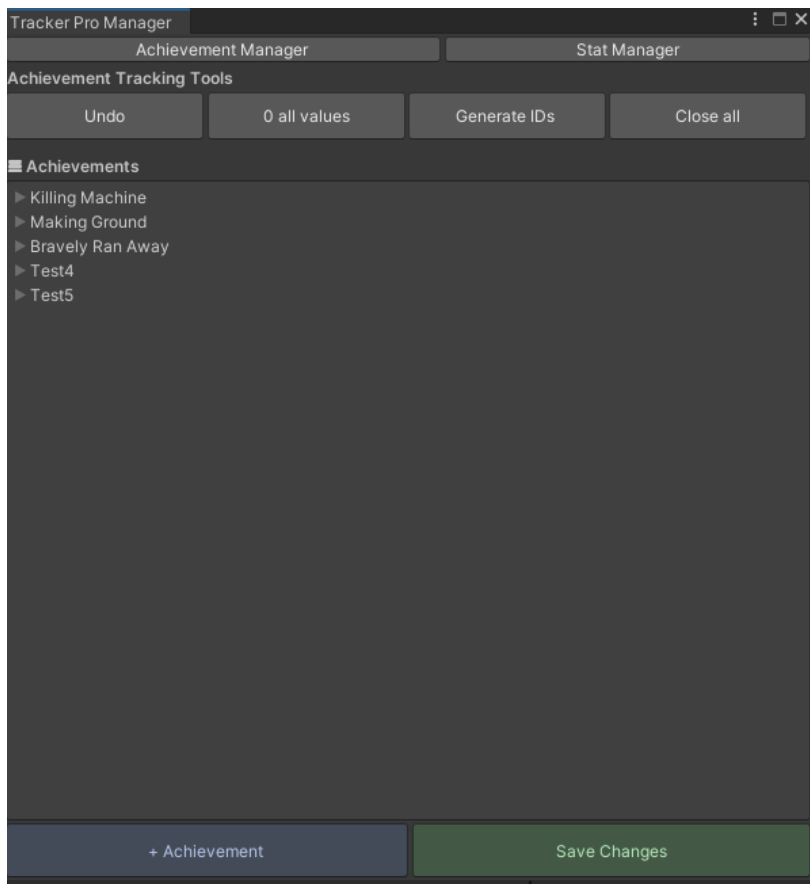 Tracker Pro Manager
Achievement Manager Stat Manager
Achievement Tracking Tools
Undo 0 all values Generate IDs Close all
Achievements
Killing Machine
Making Ground
Bravely Ran Away
Test4
Test5
+ Achievement Save Changes